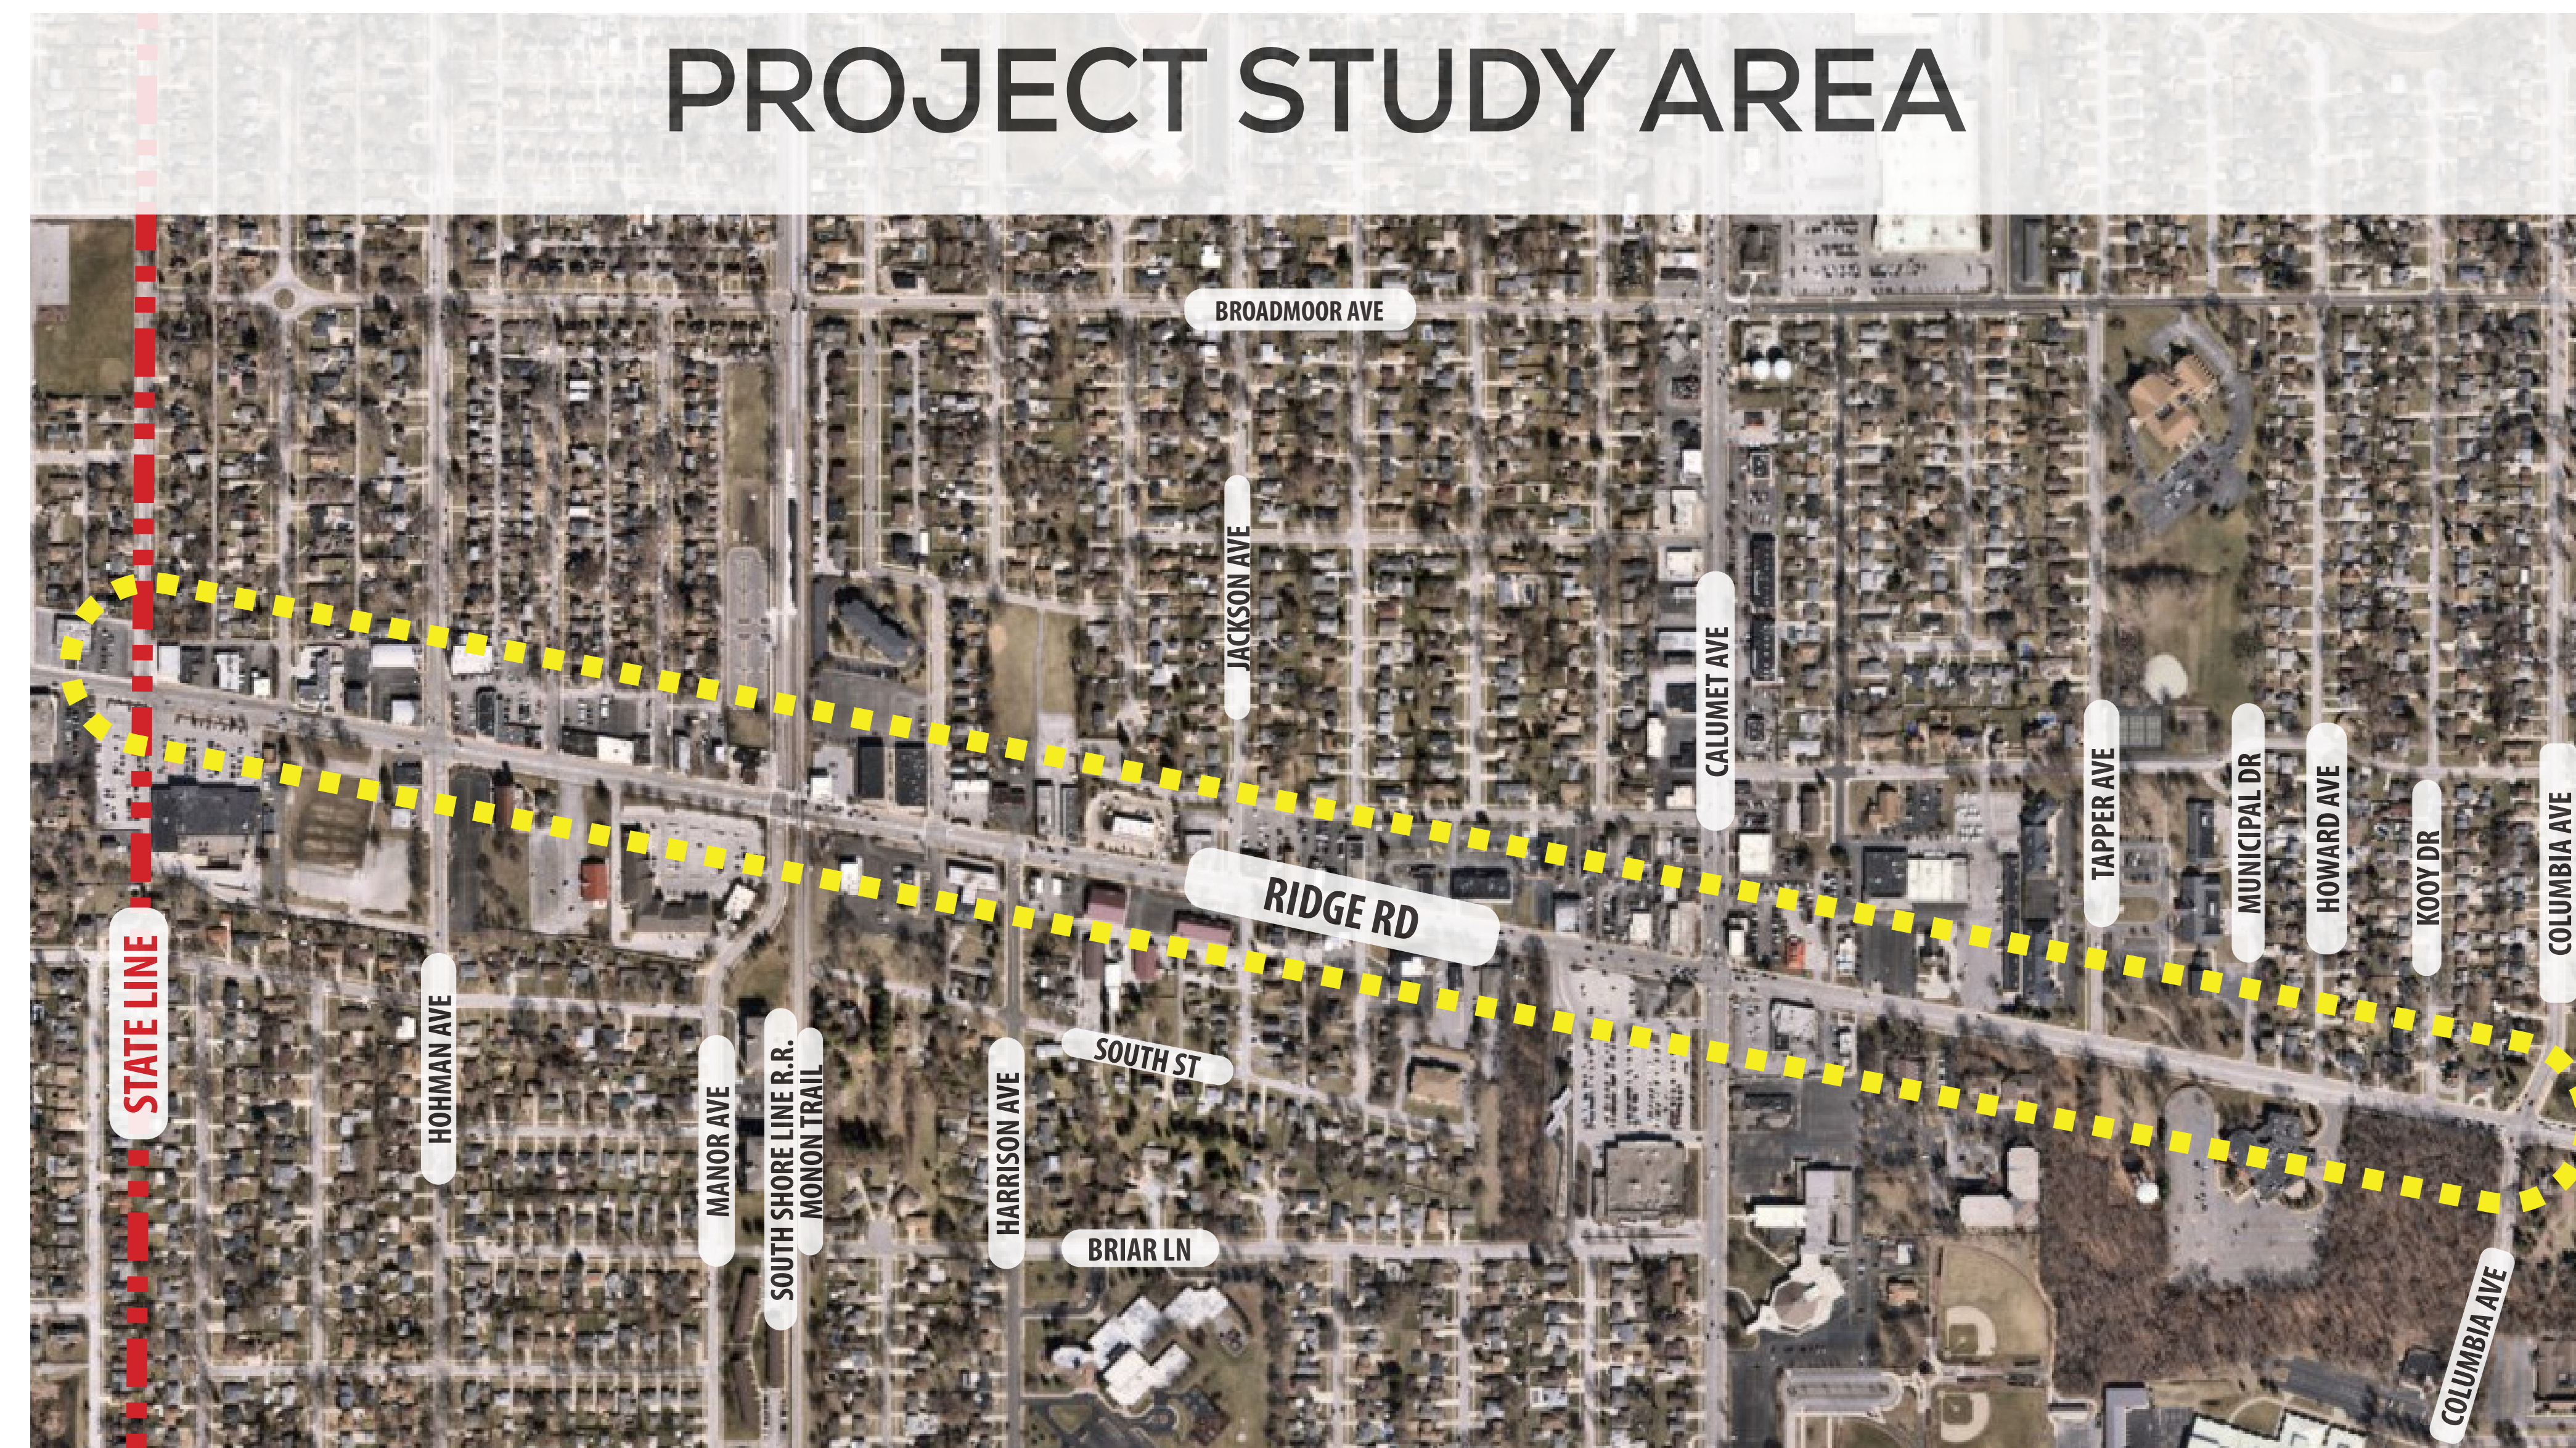 PROJECT STUDY AREA
BROADMOOR AVE
JACKSON AVE
CALUMET AVE
TAPPER AVE
MUNICIPAL DR
HOWARD AVE
KOOY DR
COLUMBIA AVE
RIDGE RD
STATE LINE
HOHMAN AVE
MANOR AVE
SOUTH SHORE LINE R.R.
MONON TRAIL
HARRISON AVE
SOUTH ST
BRIAR LN
COLUMBIA AVE